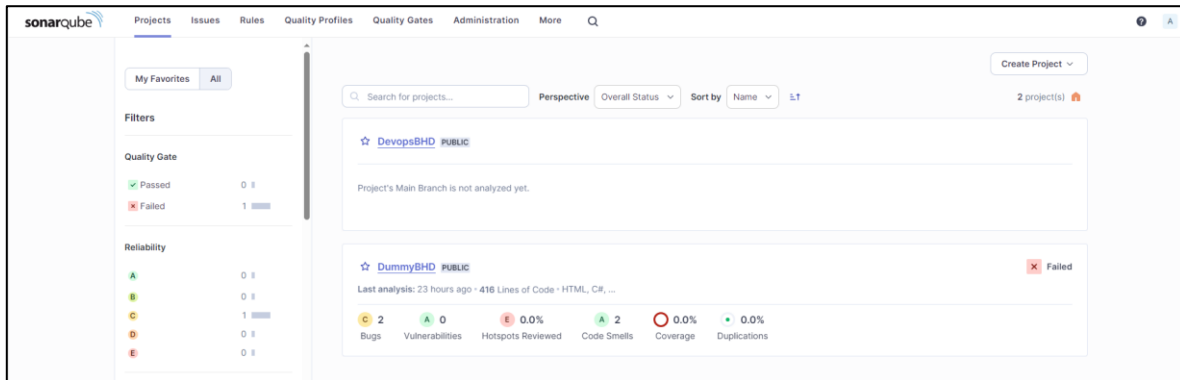 sonarqube Projects Issues Rules Quality Profiles Quality Gates Administration More A
My Favorites All
Filters
Quality Gate
Passed 0
Failed 1
Reliability
A 0
B 0
C 1
D 0
E 0
Create Project
Search for projects... Perspective Overall Status Sort by Name 2 project(s)
DevopsBHD PUBLIC
Project's Main Branch is not analyzed yet.
DummyBHD PUBLIC Failed
Last analysis: 23 hours ago · 416 Lines of Code · HTML, C#, ...
C 2 A 0 E 0.0% A 2 0.0% 0.0%
Bugs Vulnerabilities Hotspots Reviewed Code Smells Coverage Duplications